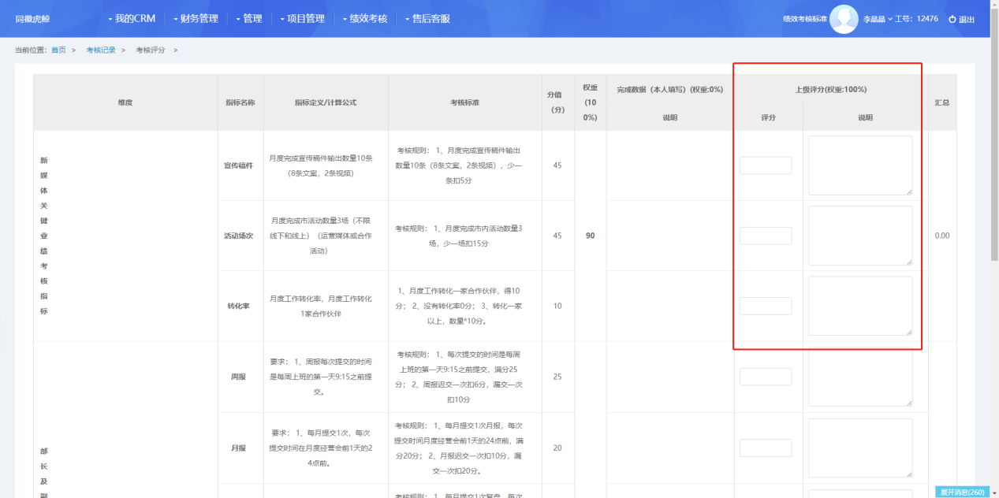 同徽虎鲸
我的CRM
财务管理
管理
项目管理
绩效考核
售后客服
绩效考核标准
李晶晶
工号：12476
退出
当前位置：首页 > 考核记录 > 考核评分 >
维度
指标名称
指标定义/计算公式
考核标准
分值
（分）
权重
(10
0%)
完成数据（本人填写）(权重:0%)
说明
上级评分(权重:100%)
评分
说明
汇总
新
媒
体
关
键
业
绩
考
核
指
标
宣传稿件
月度完成宣传稿件输出数量10条
（8条文案，2条视频）
考核规则： 1、月度完成宣传稿件输出
数量10条（8条文案，2条视频），少一
条扣5分
45
活动场次
月度完成市活动数量3场（不限
线下和线上）（运营媒体或合作
活动）
考核规则： 1、月度完成市内活动数量3
场，少一场扣15分
45
90
0.00
转化率
月度工作转化率，月度工作转化
1家合作伙伴
1、月度工作转化一家合作伙伴，得10
分； 2、没有转化率0分； 3、转化一家
以上，数量*10分。
10
部
长
及
副
周报
要求： 1、周报每次提交的时间
是每周上班的第一天9:15之前提
交。
考核规则： 1、每次提交的时间是每周
上班的第一天9:15之前提交，满分25
分； 2、周报迟交一次扣6分，漏交一次
扣10分
25
月报
要求： 1、每月提交1次，每次
提交时间在月度经营会前1天的2
4点前。
考核规则： 1、每月提交1次月报，每次
提交时间月度经营会前1天的24点前，满
分20分； 2、月报迟交一次扣10分，漏
交一次扣20分。
20
考核规则： 1、每月提交1次复盘，每次
展开消息(260)